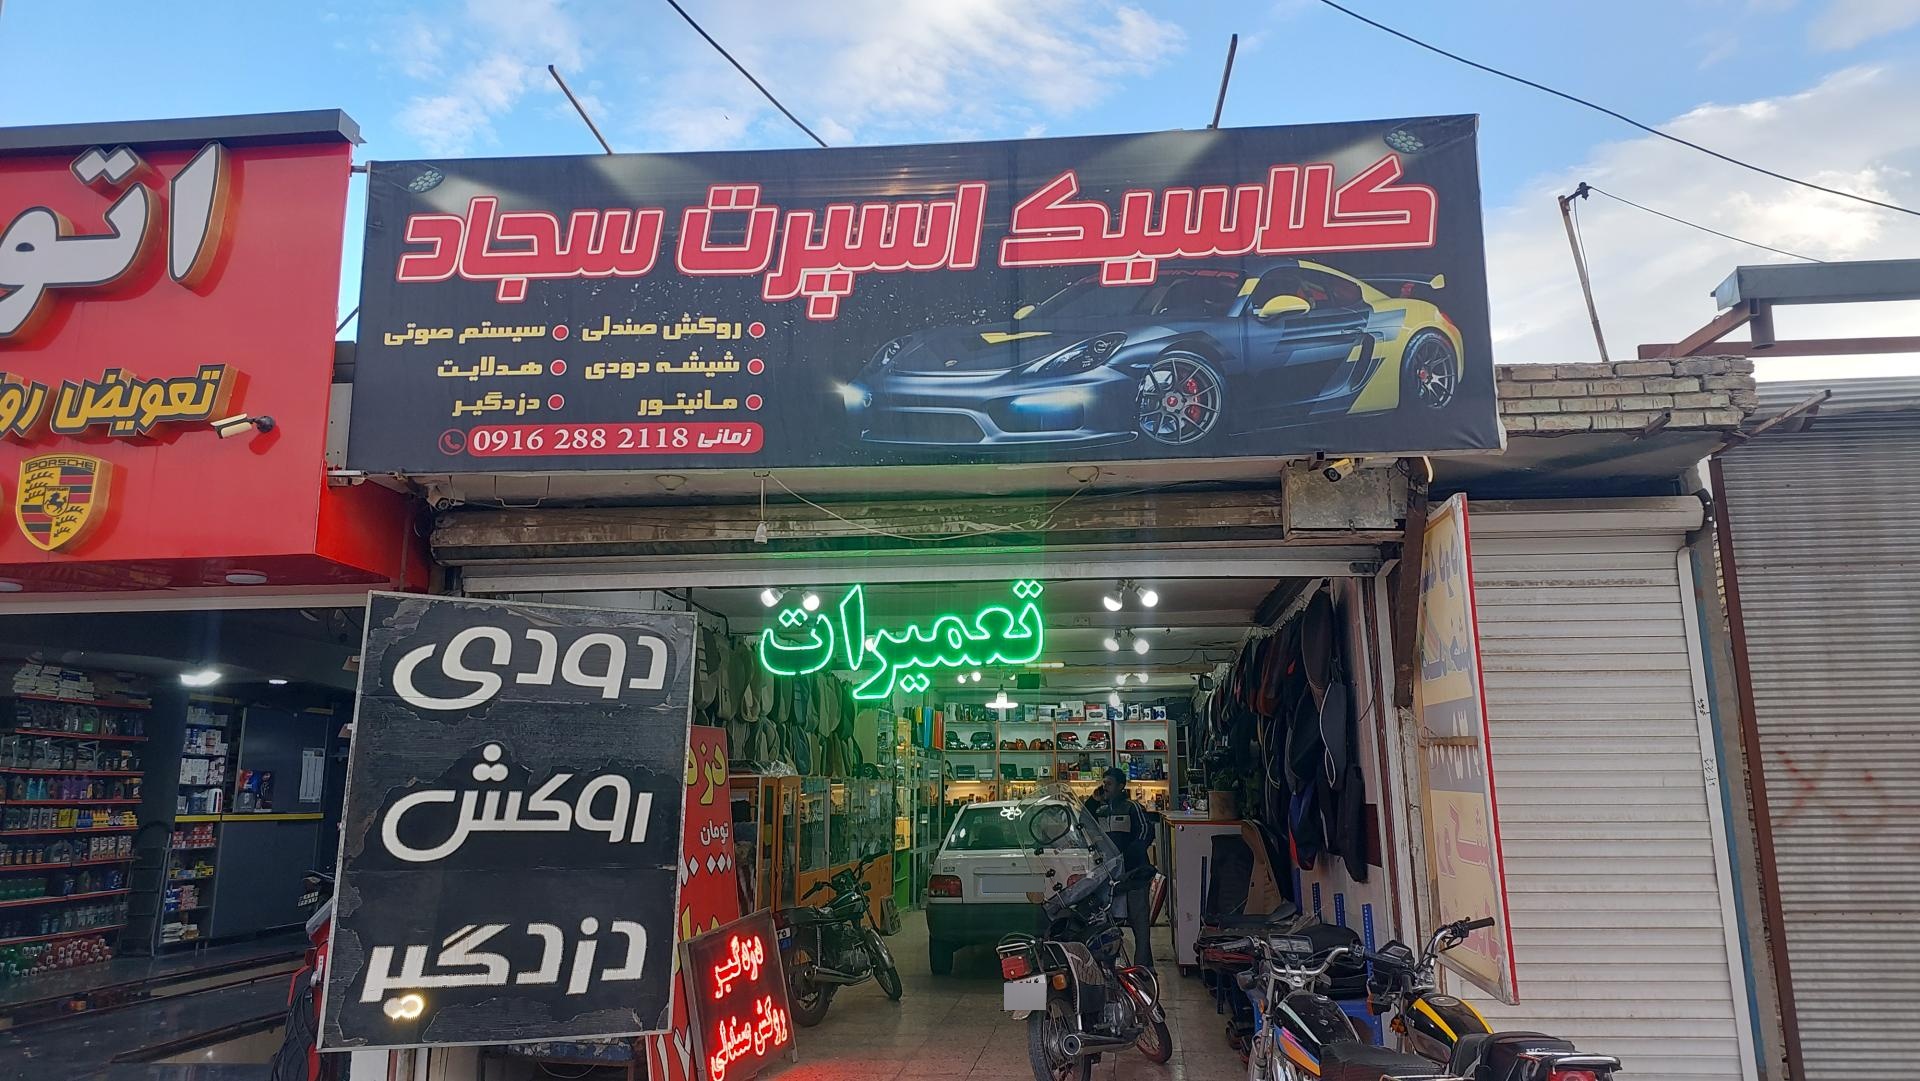 کلاسیک اسپرت سجاد
روکش صندلی
سیستم صوتی
شیشه دودی
هدلایت
مانیتور
دزدگیر
زمانی 0916 288 2118
اتو
تعویض
PORSCHE
تعمیرات
دودی
روکش
دزدگیر
تومان
دزدگیر
روکش صندلی